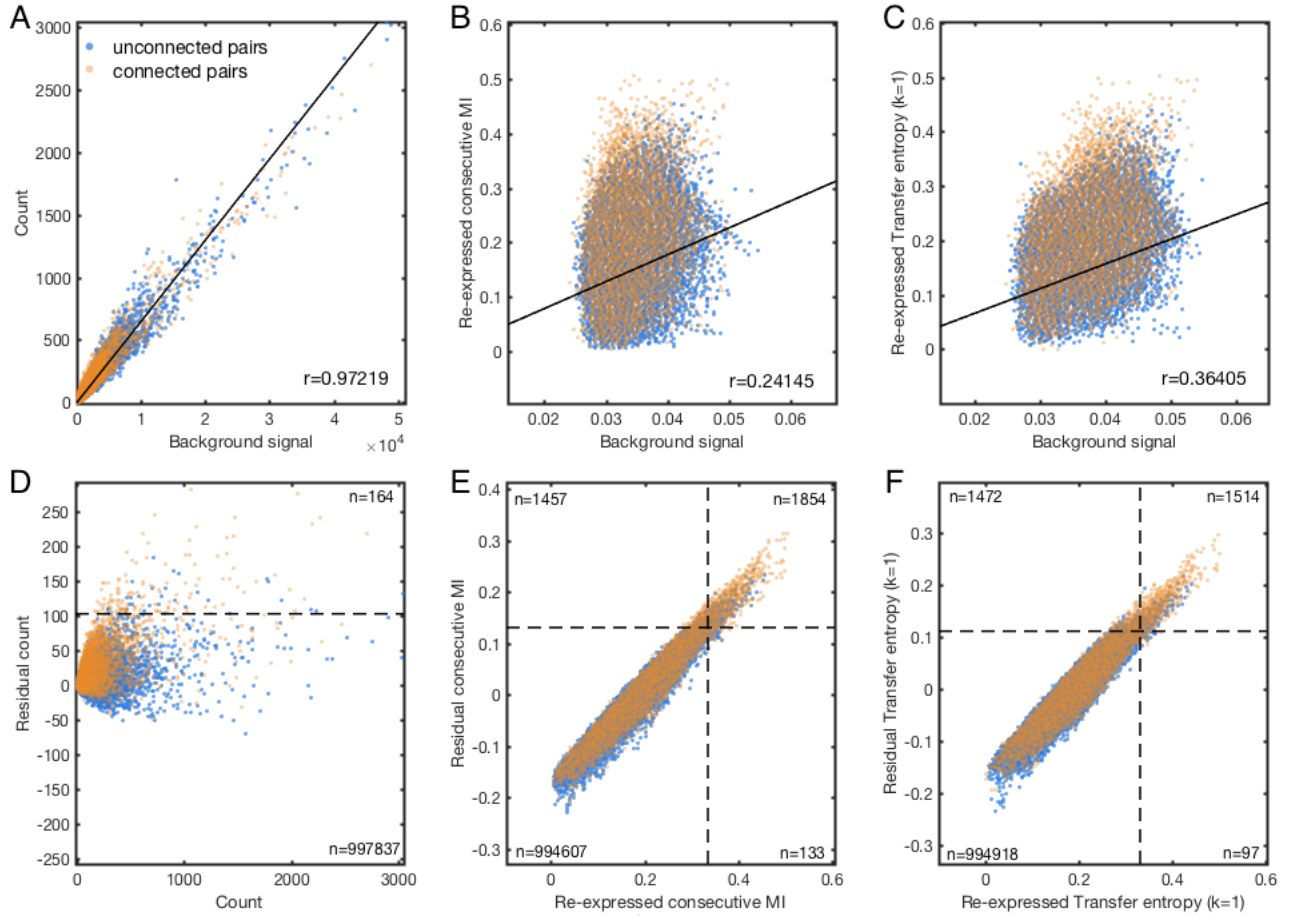 A
3000
2500
2000
1500
1000
500
0
Count
unconnected pairs
connected pairs
r=0.97219
0 1 2 3 4 5
Background signal
×10⁴
B
0.6
0.5
0.4
0.3
0.2
0.1
0
Re-expressed consecutive MI
r=0.24145
0.02 0.03 0.04 0.05 0.06
Background signal
C
0.6
0.5
0.4
0.3
0.2
0.1
0
Re-expressed Transfer entropy (k=1)
r=0.36405
0.02 0.03 0.04 0.05 0.06
Background signal
D
250
200
150
100
50
0
-50
-100
-150
-200
-250
Residual count
n=164
n=997837
0 1000 2000 3000
Count
E
0.4
0.3
0.2
0.1
0
-0.1
-0.2
-0.3
Residual consecutive MI
n=1457
n=1854
n=994607
n=133
0 0.2 0.4 0.6
Re-expressed consecutive MI
F
0.3
0.2
0.1
0
-0.1
-0.2
-0.3
Residual Transfer entropy (k=1)
n=1472
n=1514
n=994918
n=97
0 0.2 0.4 0.6
Re-expressed Transfer entropy (k=1)